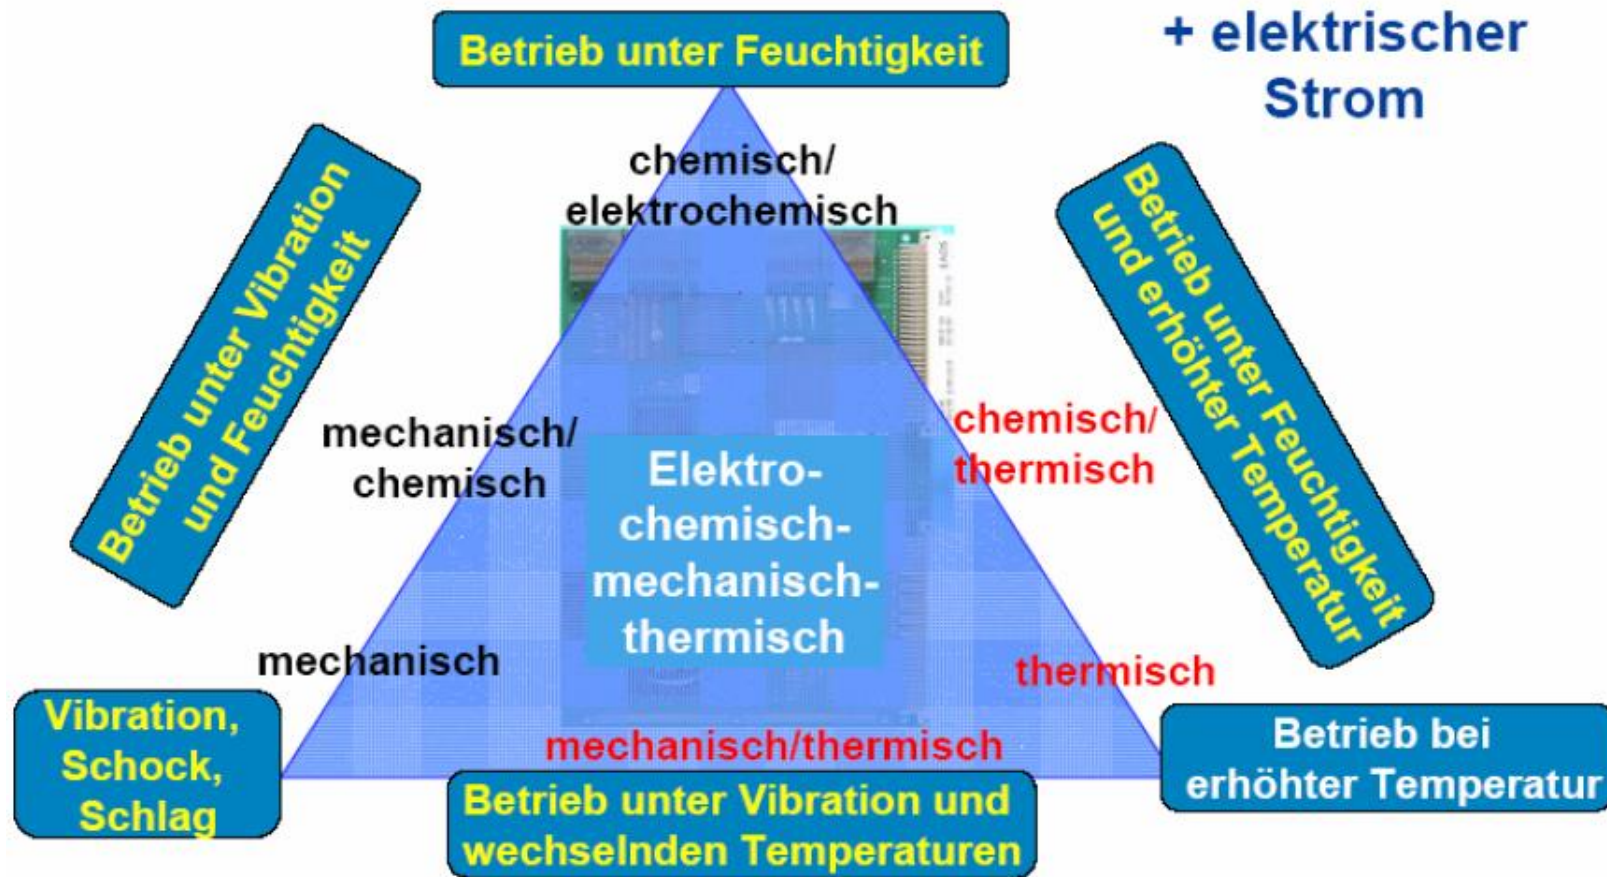 Betrieb unter Feuchtigkeit
+ elektrischer
Strom
chemisch/
elektrochemisch
Betrieb unter Vibration
und Feuchtigkeit
Betrieb unter Feuchtigkeit
und erhöhter Temperatur
mechanisch/
chemisch
chemisch/
thermisch
Elektro-
chemisch-
mechanisch-
thermisch
mechanisch
thermisch
Vibration,
Schock,
Schlag
mechanisch/thermisch
Betrieb bei
erhöhter Temperatur
Betrieb unter Vibration und
wechselnden Temperaturen